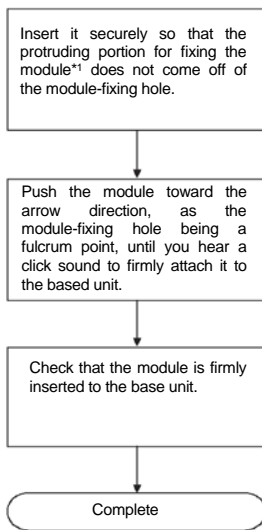 Insert it securely so that the
protruding portion for fixing the
module*1 does not come off of
the module-fixing hole.
Push the module toward the
arrow direction, as the
module-fixing hole being a
fulcrum point, until you hear a
click sound to firmly attach it to
the based unit.
Check that the module is firmly
inserted to the base unit.
Complete